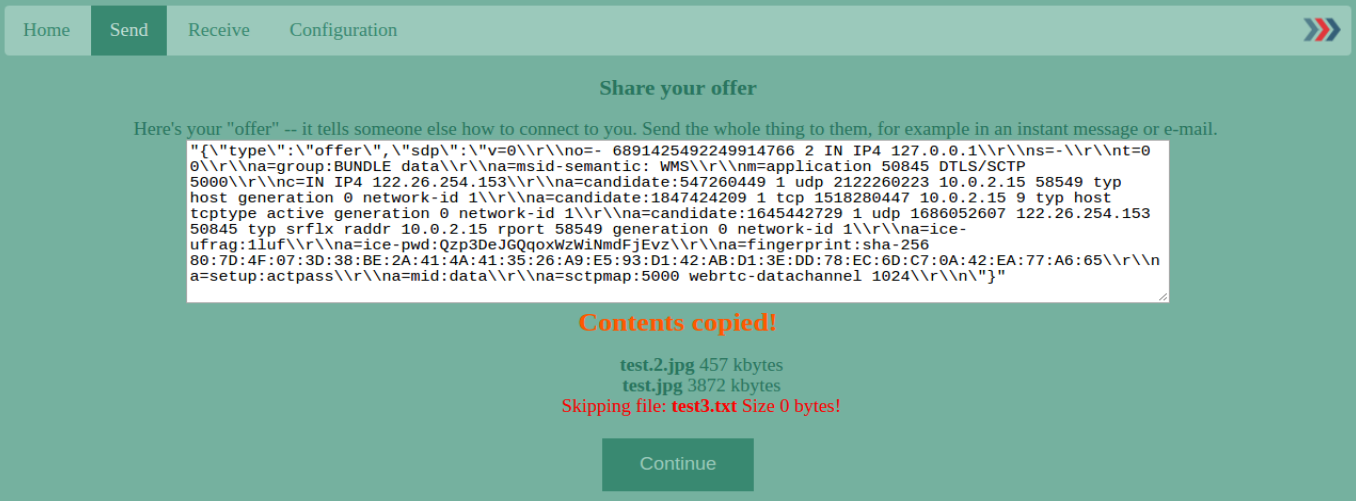 Home Send Receive Configuration
Share your offer
Here's your "offer" -- it tells someone else how to connect to you. Send the whole thing to them, for example in an instant message or e-mail.
"{\"type\":\"offer\",\"sdp\":\"v=0\\r\\no=- 6891425492249914766 2 IN IP4 127.0.0.1\\r\\ns=-\\r\\nt=0
0\\r\\na=group:BUNDLE data\\r\\na=msid-semantic: WMS\\r\\nm=application 50845 DTLS/SCTP
5000\\r\\nc=IN IP4 122.26.254.153\\r\\na=candidate:547260449 1 udp 2122260223 10.0.2.15 58549 typ
host generation 0 network-id 1\\r\\na=candidate:1847424209 1 tcp 1518280447 10.0.2.15 9 typ host
tcptype active generation 0 network-id 1\\r\\na=candidate:1645442729 1 udp 1686052607 122.26.254.153
50845 typ srflx raddr 10.0.2.15 rport 58549 generation 0 network-id 1\\r\\na=ice-
ufrag:1luf\\r\\na=ice-pwd:Qzp3DeJGQqoxWzWiNmdFjEvz\\r\\na=fingerprint:sha-256
80:7D:4F:07:3D:38:BE:2A:41:4A:41:35:26:A9:E5:93:D1:42:AB:D1:3E:DD:78:EC:6D:C7:0A:42:EA:77:A6:65\\r\\n
a=setup:actpass\\r\\na=mid:data\\r\\na=sctpmap:5000 webrtc-datachannel 1024\\r\\n\"}"
Contents copied!
test.2.jpg 457 kbytes
test.jpg 3872 kbytes
Skipping file: test3.txt Size 0 bytes!
Continue